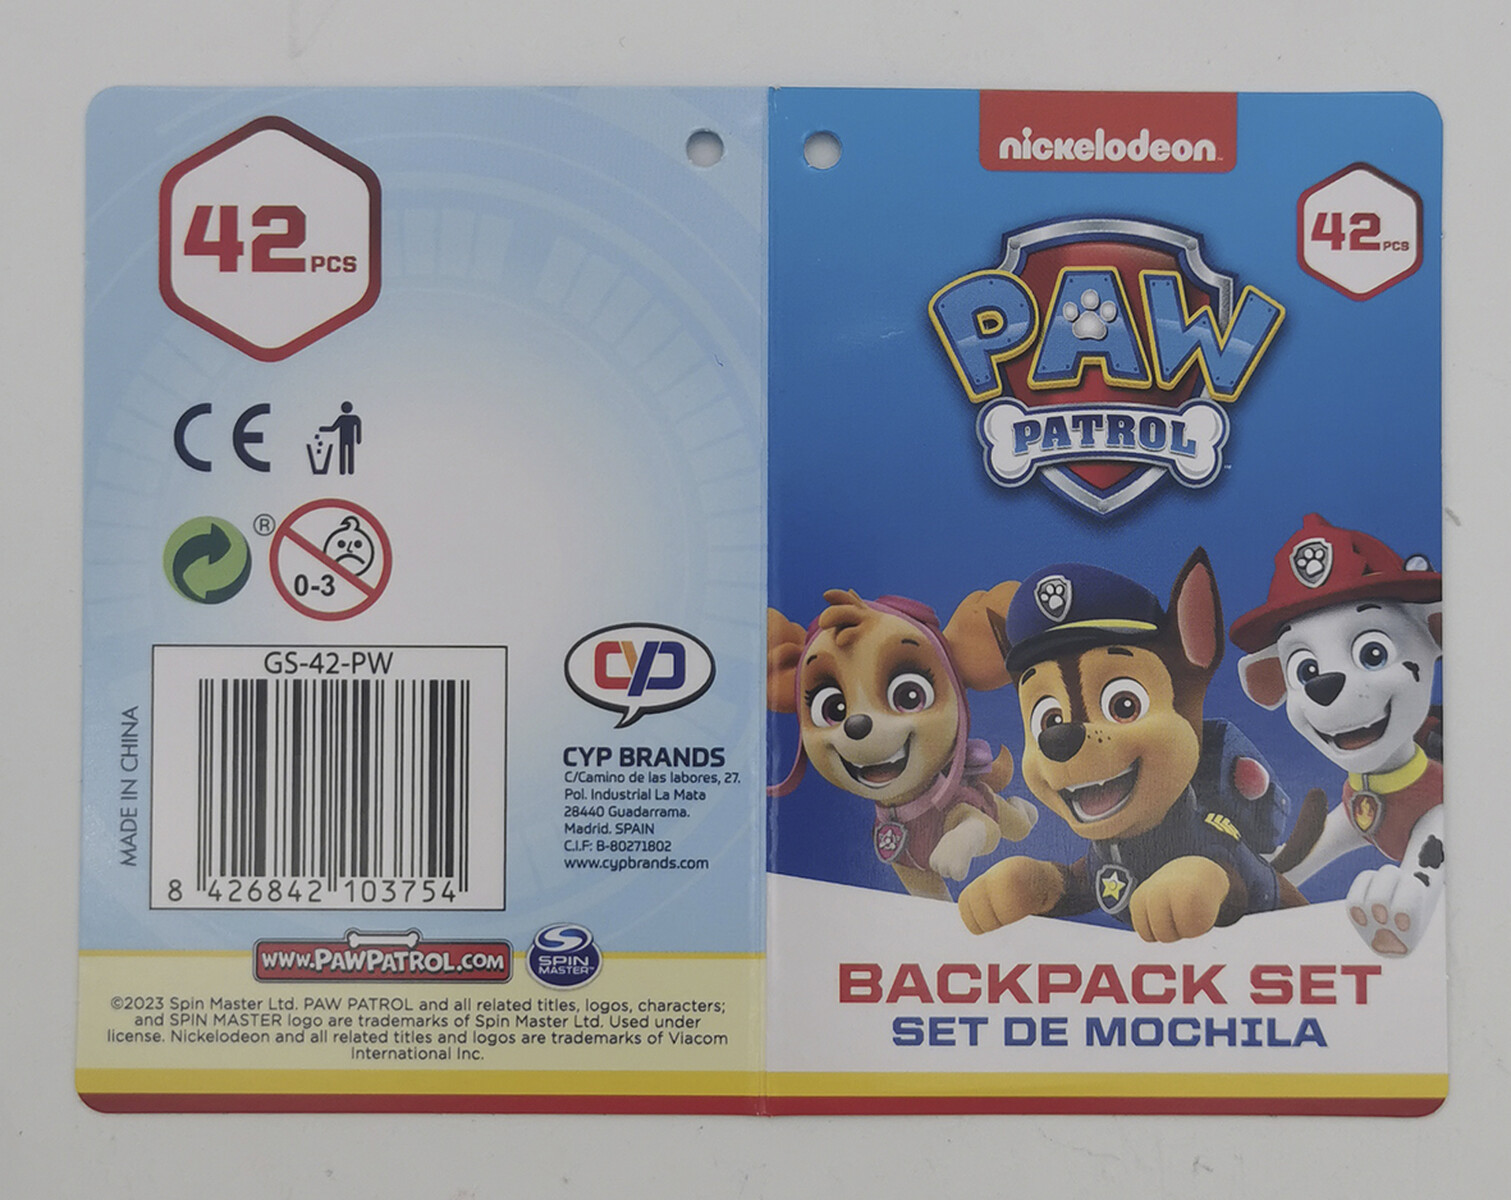 42 PCS
CE
®
0-3
GS-42-PW
MADE IN CHINA
8 426842 103754
CYP
CYP BRANDS
C/Camino de las labores, 27.
Pol. Industrial La Mata
28440 Guadarrama.
Madrid. SPAIN
C.I.F: B-80271802
www.cypbrands.com
WWW.PAWPATROL.COM
SPIN
MASTER™
©2023 Spin Master Ltd. PAW PATROL and all related titles, logos, characters;
and SPIN MASTER logo are trademarks of Spin Master Ltd. Used under
license. Nickelodeon and all related titles and logos are trademarks of Viacom
International Inc.
nickelodeon
42 PCS
PAW
PATROL
BACKPACK SET
SET DE MOCHILA